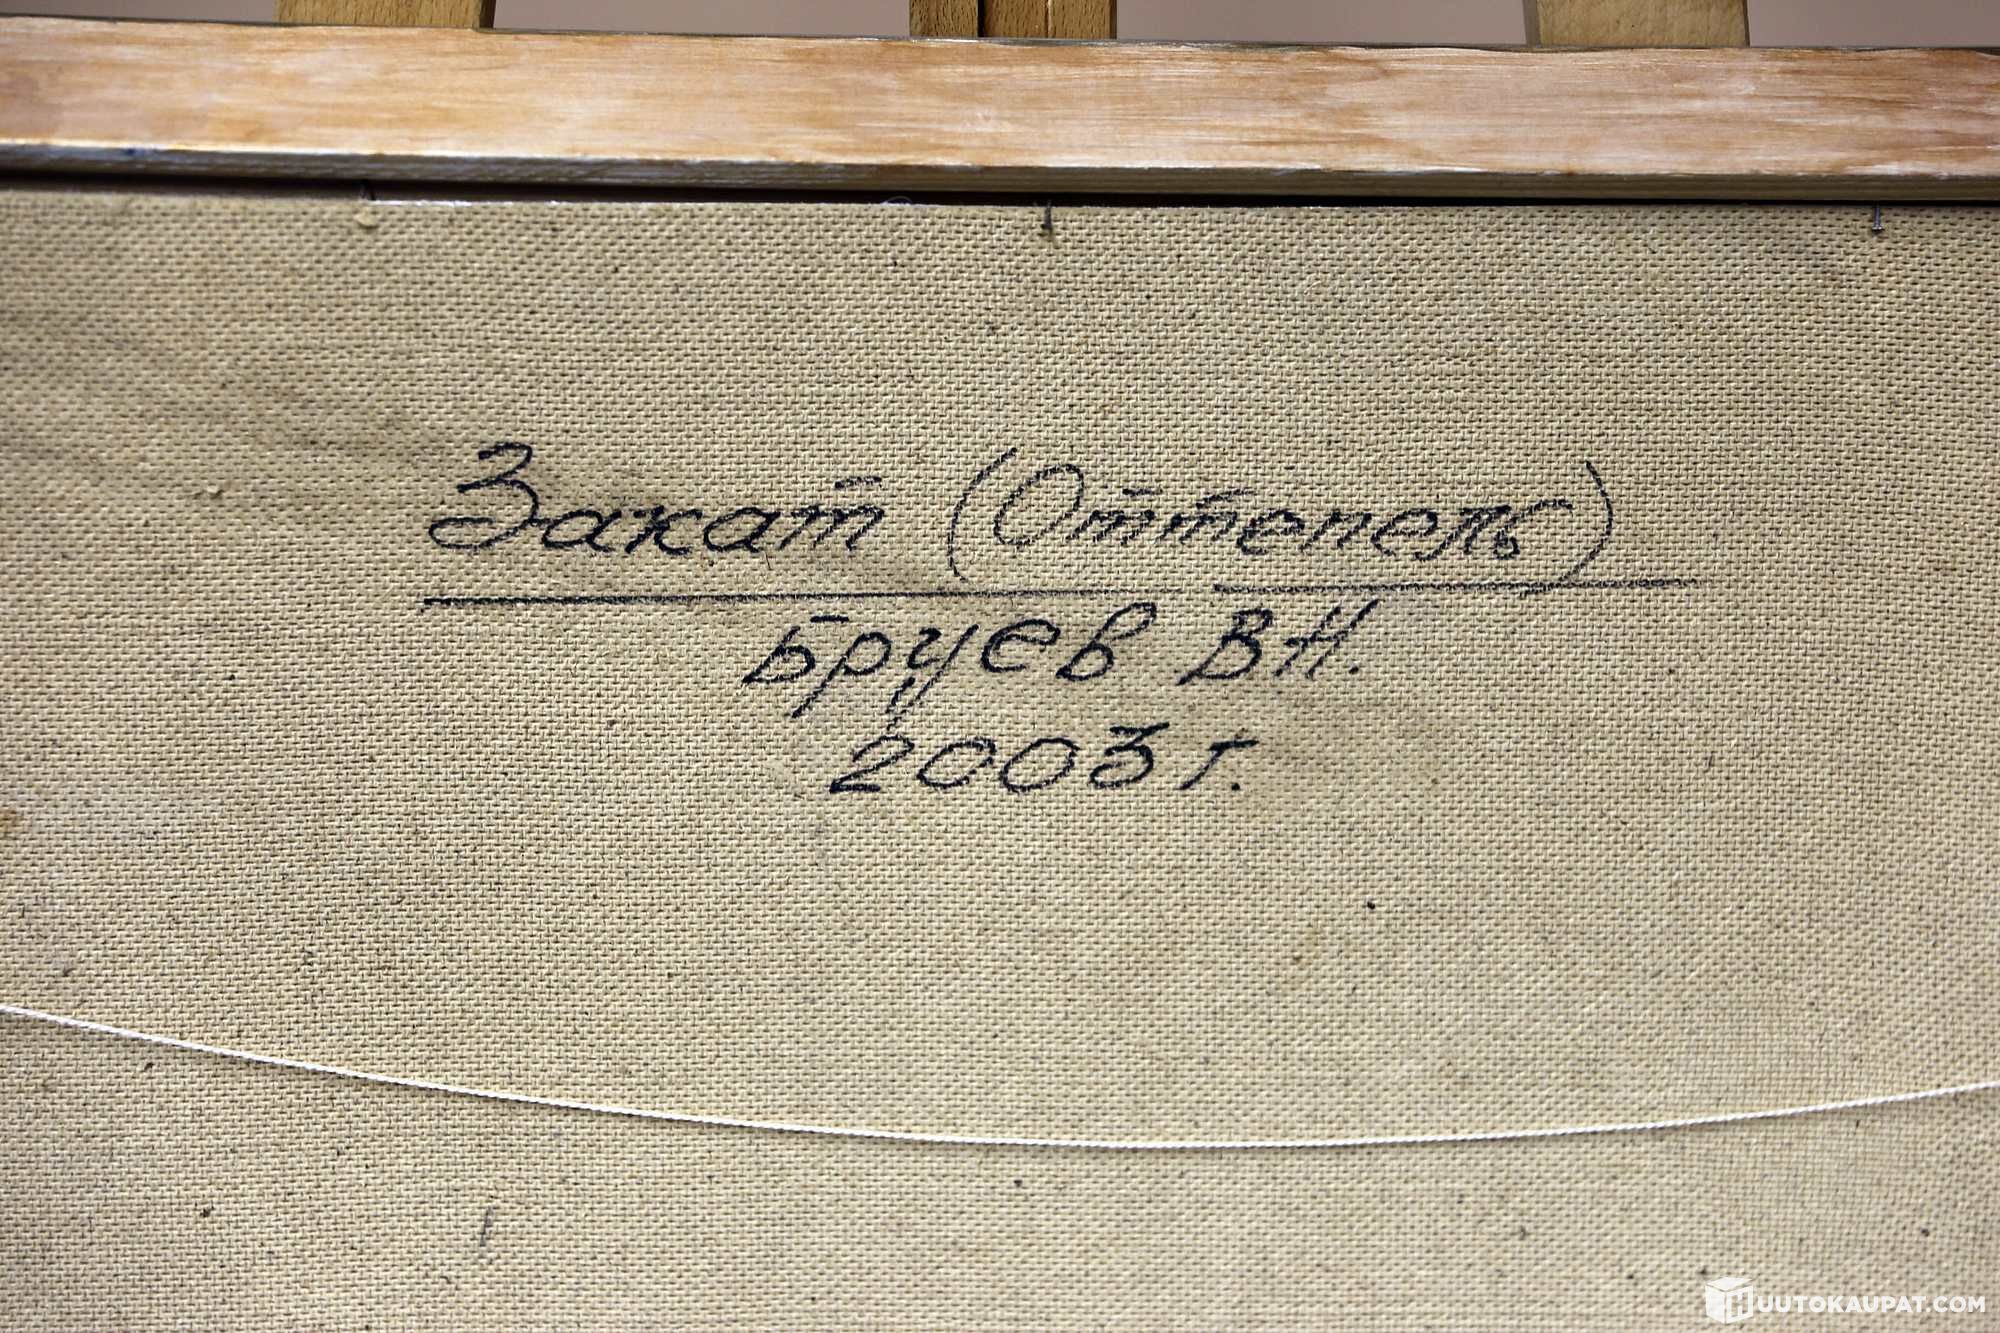 Закат (Оттепель)
Бруев В Н.
2003 г.
HUUTOKAUPAT.COM